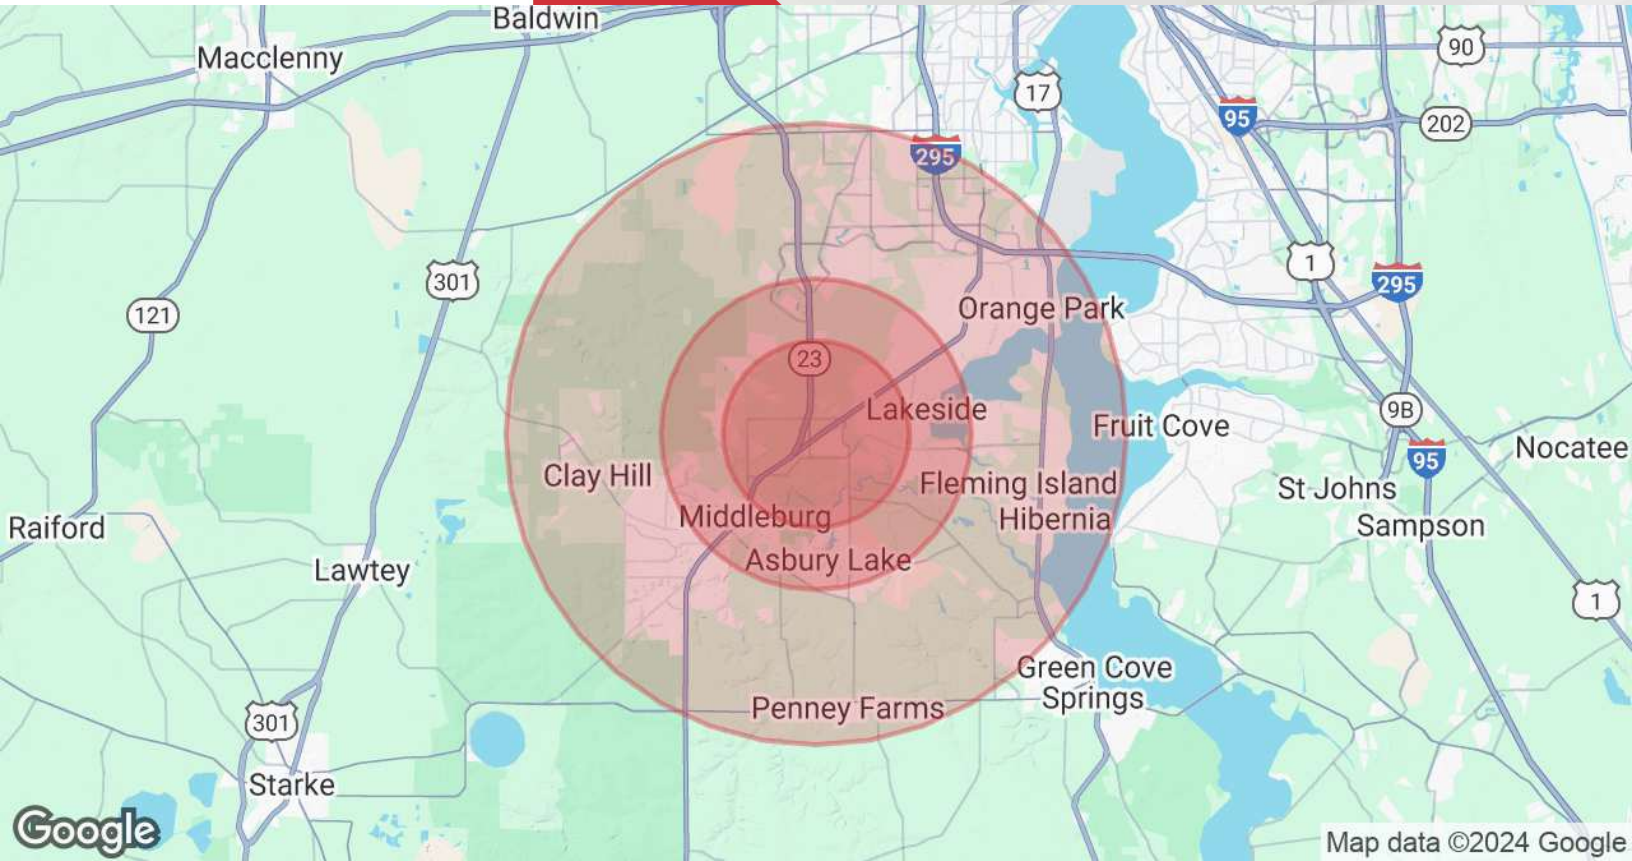 Baldwin
Macclenny
90
17
95
202
295
301
1
295
121
Orange Park
23
Lakeside
9B
Fruit Cove
Nocatee
95
Clay Hill
Fleming Island
St Johns
Middleburg
Hibernia
Raiford
Sampson
Asbury Lake
Lawtey
1
Green Cove
Springs
Penney Farms
301
Starke
Google
Map data ©2024 Google